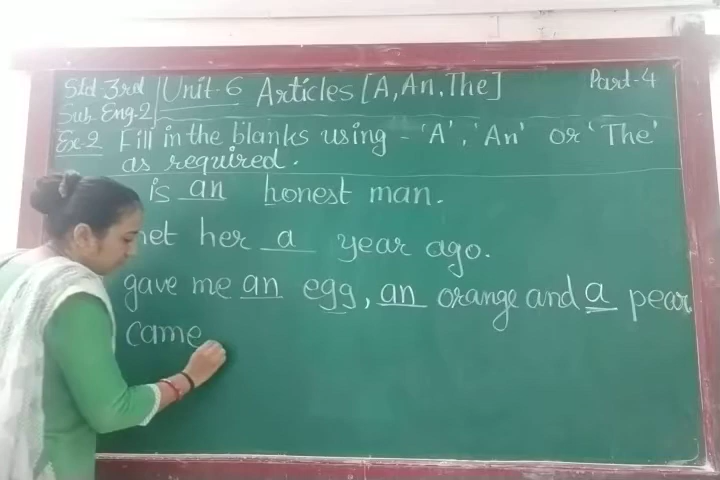 Std-3rd Unit-6 Articles [A, An, The] Part-4
Sub. Eng.2
Ex-2 Fill in the blanks using - 'A', 'An' or 'The'
as required.
is an honest man.
her a year ago.
gave me an egg, an orange and a pear
came